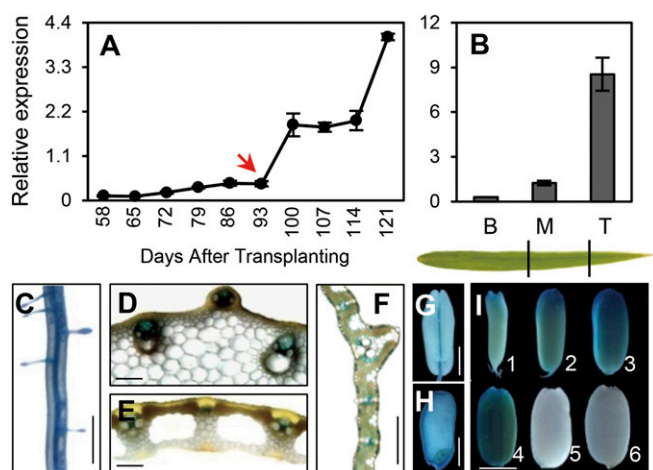 A
Relative expression
4.4
3.3
2.2
1.1
0
58 65 72 79 86 93 100 107 114 121
Days After Transplanting
B
12
9
6
3
0
B M T
C
D
E
F
G
H
I
1 2 3
4 5 6